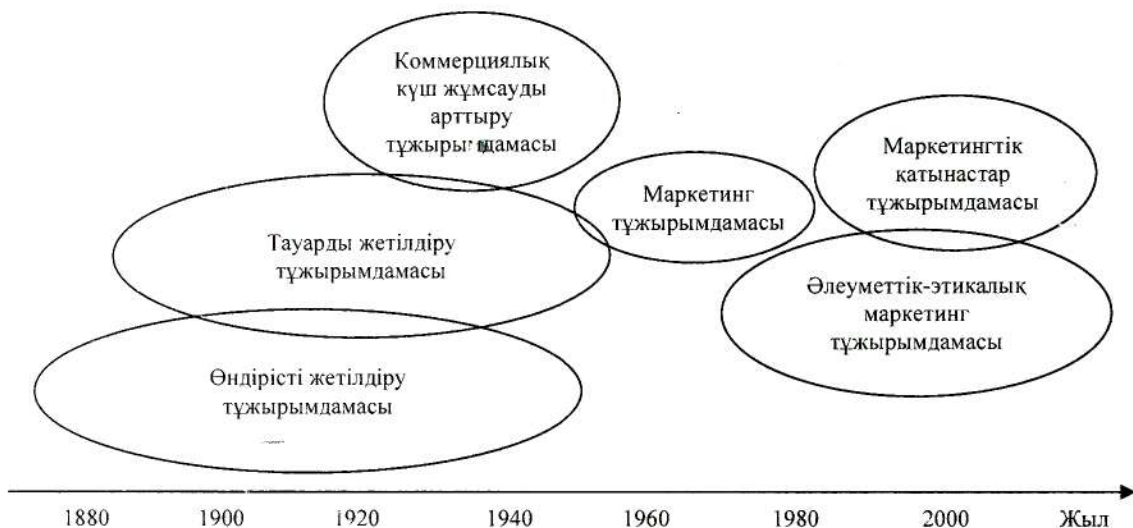 Коммерциялық
күш жұмсауды
арттыру
тұжырымдамасы
Маркетингтік
қатынастар
тұжырымдамасы
Маркетинг
тұжырымдамасы
Тауарды жетілдіру
тұжырымдамасы
Әлеуметтік-этикалық
маркетинг
тұжырымдамасы
Өндірісті жетілдіру
тұжырымдамасы
1880 1900 1920 1940 1960 1980 2000 Жыл